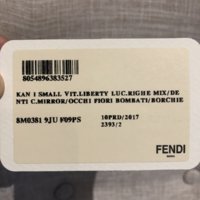 8054896383527
KAN I SMALL VIT.LIBERTY LUC.RIGHE MIX/DE
NTI C.MIRROR/OCCHI FIORI BOMBATI/BORCHIE
8M0381 9JU F09PS
10PRD/2017
2393/2
FENDI
ROMA